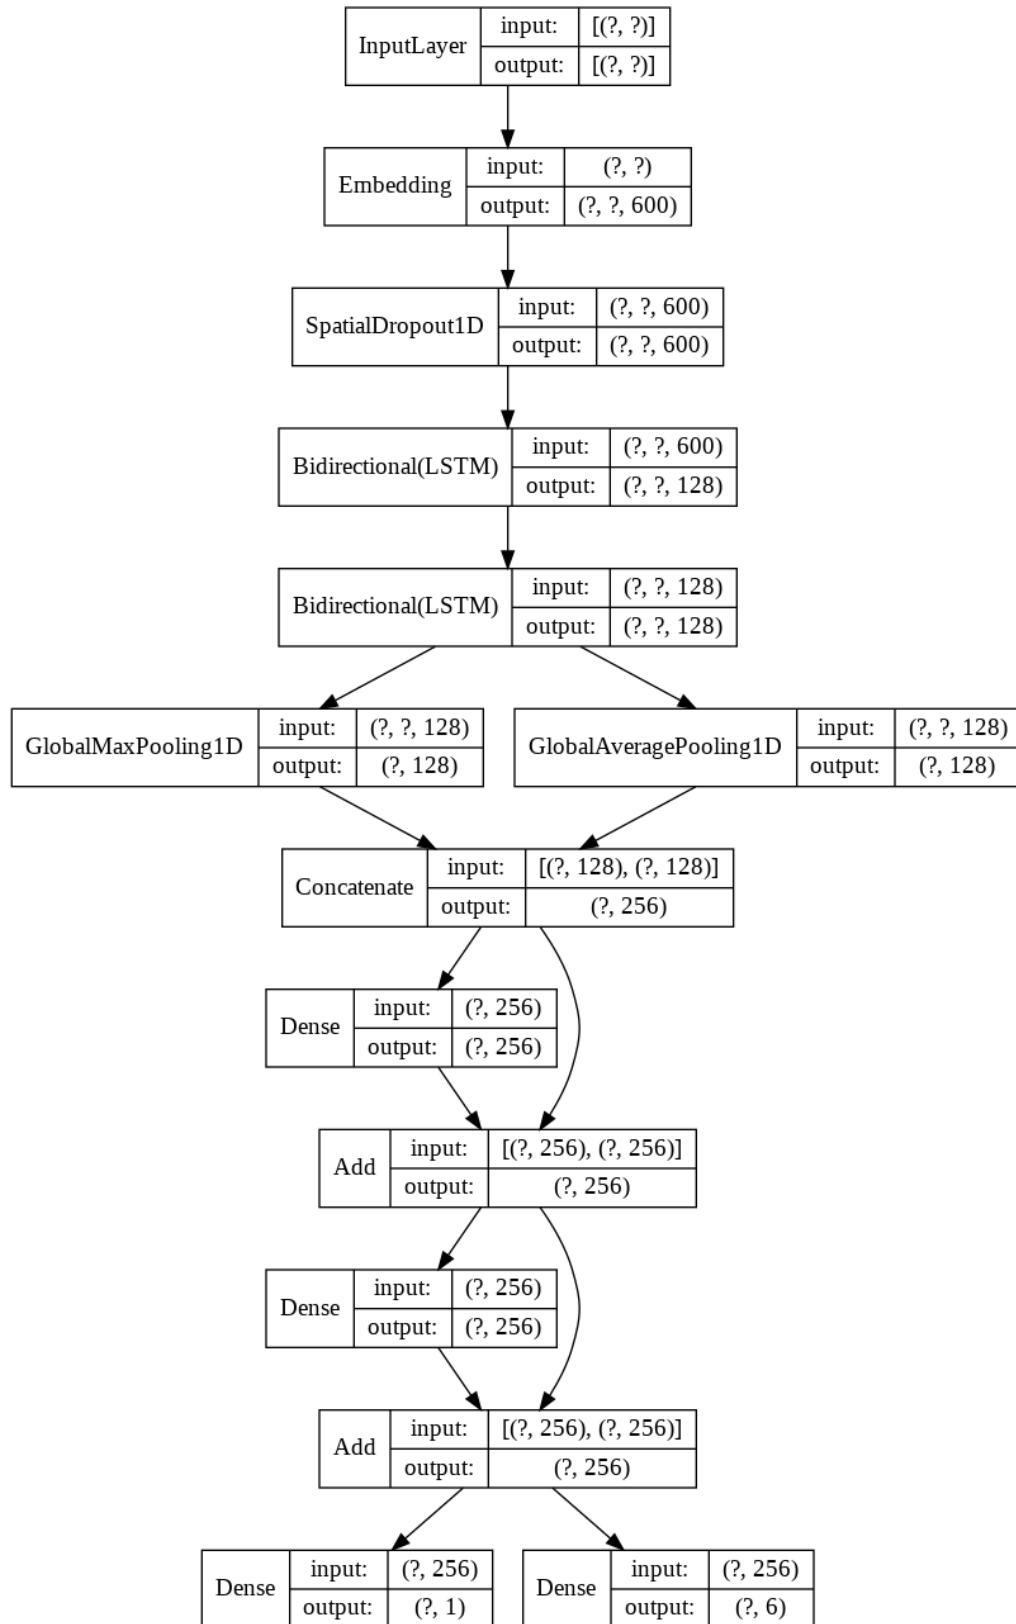 InputLayer
input: [(?, ?)]
output: [(?, ?)]
Embedding
input: (?, ?)
output: (?, ?, 600)
SpatialDropout1D
input: (?, ?, 600)
output: (?, ?, 600)
Bidirectional(LSTM)
input: (?, ?, 600)
output: (?, ?, 128)
Bidirectional(LSTM)
input: (?, ?, 128)
output: (?, ?, 128)
GlobalMaxPooling1D
input: (?, ?, 128)
output: (?, 128)
GlobalAveragePooling1D
input: (?, ?, 128)
output: (?, 128)
Concatenate
input: [(?, 128), (?, 128)]
output: (?, 256)
Dense
input: (?, 256)
output: (?, 256)
Add
input: [(?, 256), (?, 256)]
output: (?, 256)
Dense
input: (?, 256)
output: (?, 256)
Add
input: [(?, 256), (?, 256)]
output: (?, 256)
Dense
input: (?, 256)
output: (?, 1)
Dense
input: (?, 256)
output: (?, 6)